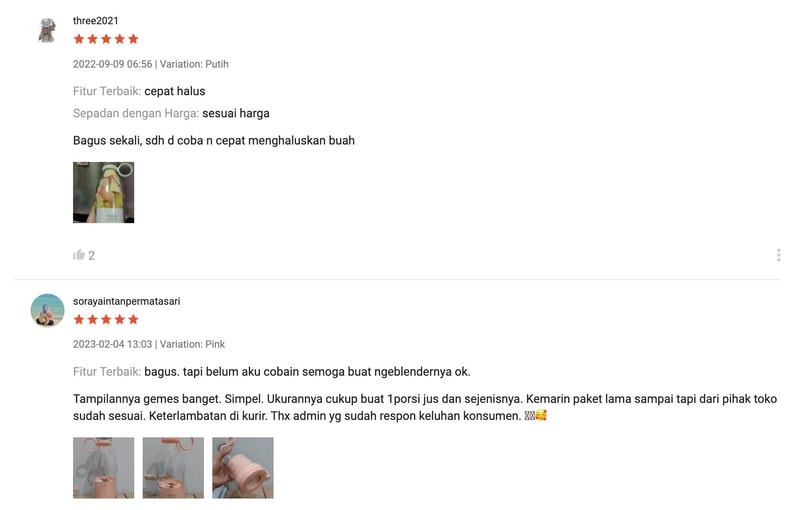 three2021
2022-09-09 06:56 | Variation: Putih
Fitur Terbaik: cepat halus
Sepadan dengan Harga: sesuai harga
Bagus sekali, sdh d coba n cepat menghaluskan buah
2
sorayaintanpermatasari
2023-02-04 13:03 | Variation: Pink
Fitur Terbaik: bagus. tapi belum aku cobain semoga buat ngeblendernya ok.
Tampilannya gemes banget. Simpel. Ukurannya cukup buat 1porsi jus dan sejenisnya. Kemarin paket lama sampai tapi dari pihak toko
sudah sesuai. Keterlambatan di kurir. Thx admin yg sudah respon keluhan konsumen. 🥰